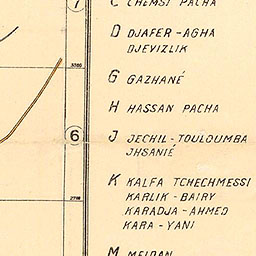 7
C CHEMSI PACHA
D DJAFER - AGHA
DJEVIZLIK
3300
G GAZHANÉ
H HASSAN PACHA
6
J JECHIL - TOULOUMBA
JHSANIÉ
K KALFA TCHECHMESSI
KARLIK - BAIRY
KARADJA - AHMED
KARA - YANI
M MEIDAN